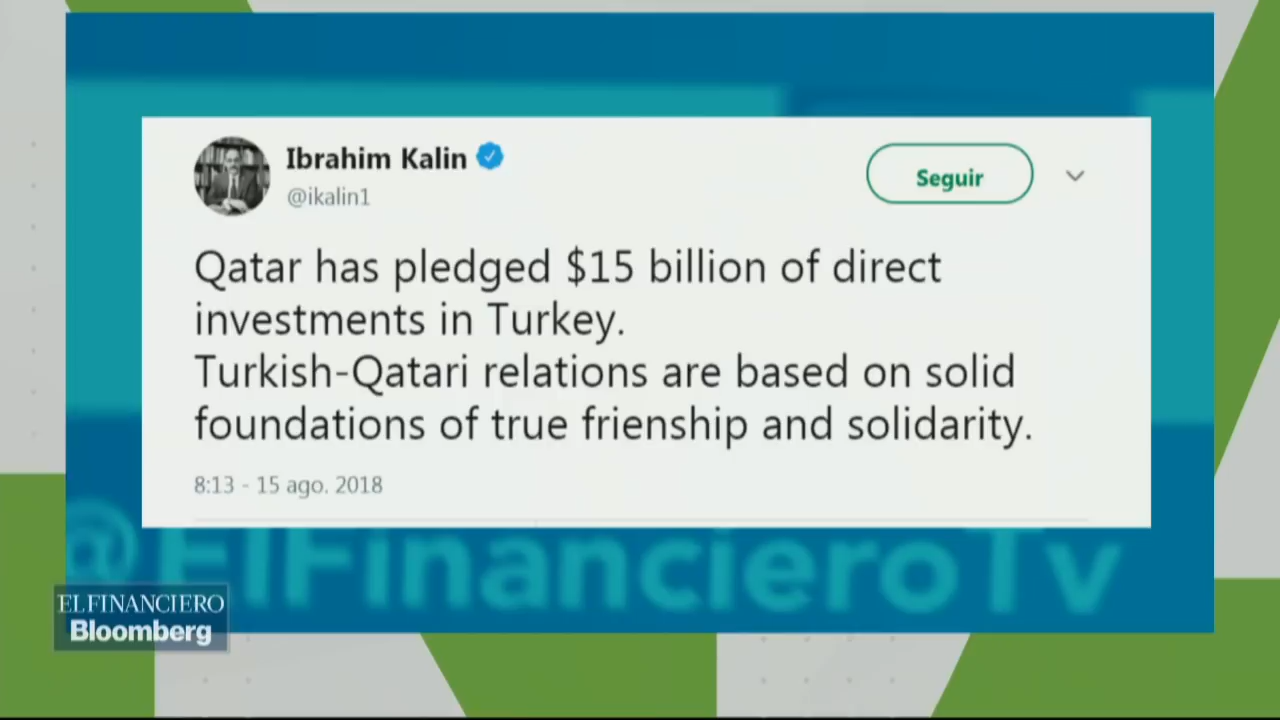 Ibrahim Kalin
@ikalin1
Seguir
Qatar has pledged $15 billion of direct
investments in Turkey.
Turkish-Qatari relations are based on solid
foundations of true frienship and solidarity.
8:13 - 15 ago. 2018
@ElFinancieroTv
EL FINANCIERO
Bloomberg